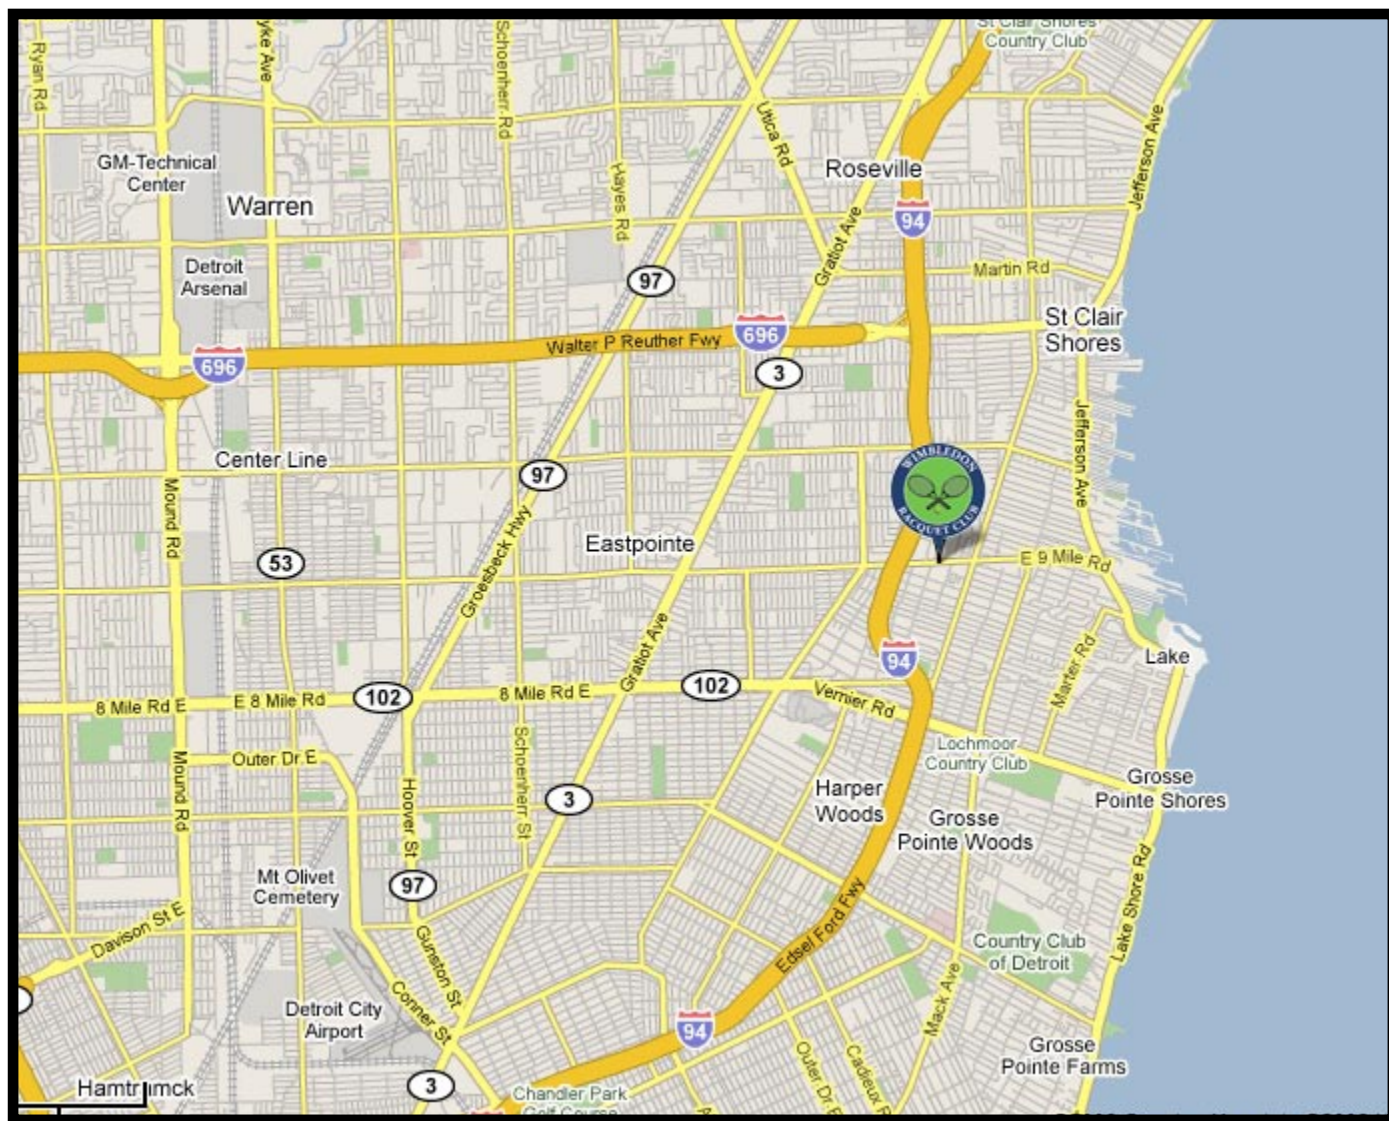 St Clair Shores
Country Club
Ryan Rd
Schoenherr Rd
Utica Rd
Jefferson Ave
GM-Technical
Center
Warren
Hayes Rd
Roseville
94
Gratiot Ave
Martin Rd
Detroit
Arsenal
97
696
Walter P Reuther Fwy
696
St Clair
Shores
3
Jefferson Ave
Center Line
97
WIMBLEDON
RACQUET CLUB
Mound Rd
Groesbeck Hwy
Eastpointe
53
E 9 Mile Rd
Gratiot Ave
94
Marter Rd
Lake
8 Mile Rd E
E 8 Mile Rd
102
8 Mile Rd E
102
Vernier Rd
Mound Rd
Outer Dr E
Hoover St
Schoenherr St
Lochmoor
Country Club
3
Harper
Woods
Grosse
Pointe Woods
Grosse
Pointe Shores
Mt Olivet
Cemetery
97
Edsel Ford Fwy
Lake Shore Rd
Davison St E
Gunston St
Country Club
of Detroit
Mack Ave
Conner St
Detroit City
Airport
94
Outer Dr
Cadieux
Grosse
Pointe Farms
Hamtramck
3
Chandler Park
Golf Course